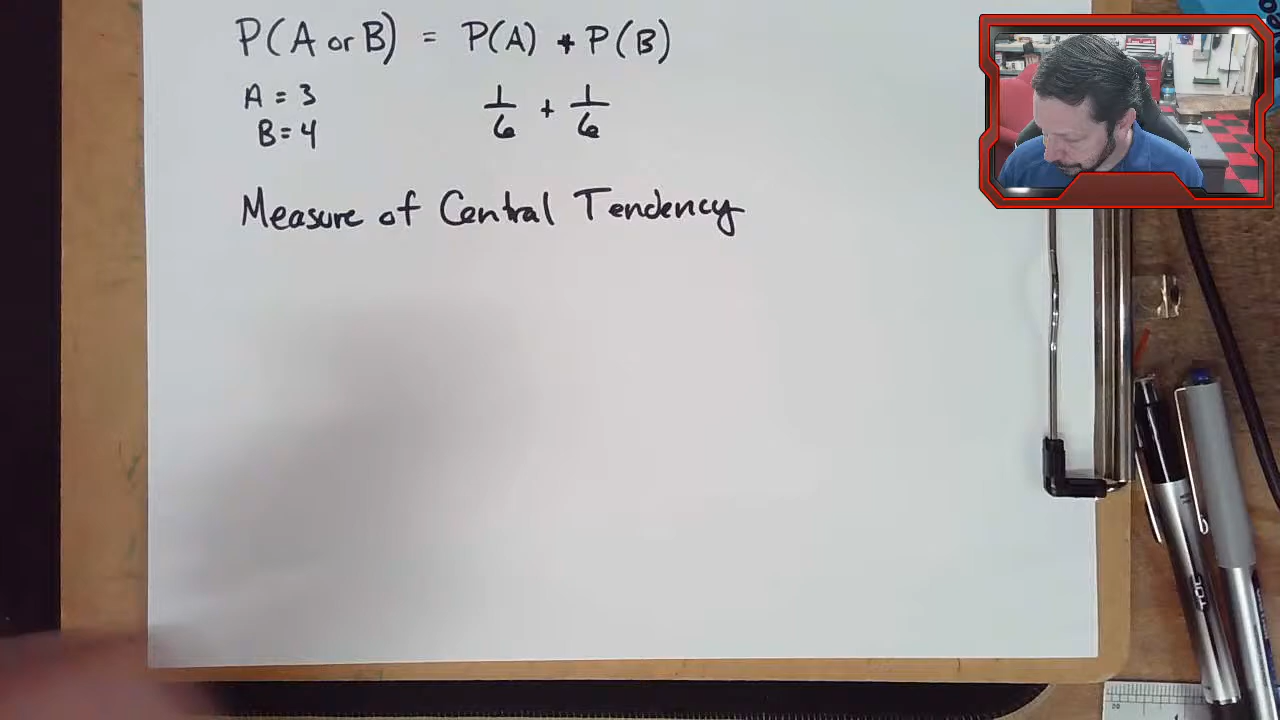 P(A or B) = P(A) + P(B)
A = 3
1/6 + 1/6
B = 4
Measure of Central Tendency